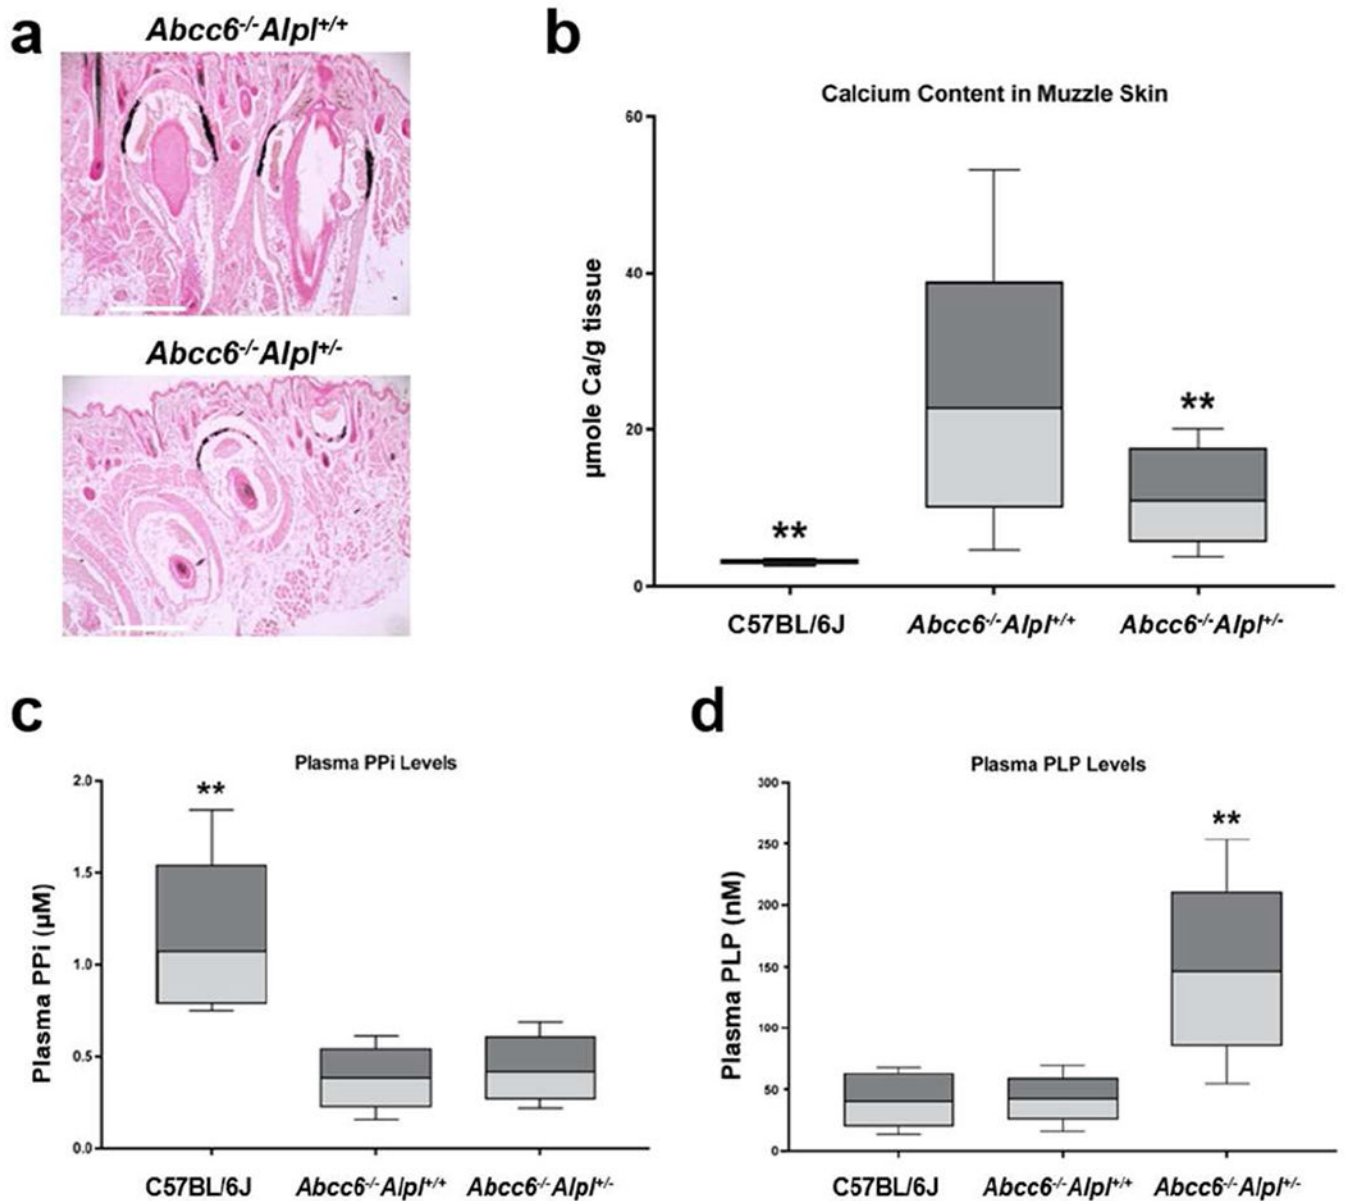 a
Abcc6-/-Alpl+/+
Abcc6-/-Alpl+/-
b
Calcium Content in Muzzle Skin
µmole Ca/g tissue
60
40
20
0
**
**
C57BL/6J
Abcc6-/-Alpl+/+
Abcc6-/-Alpl+/-
c
Plasma PPi Levels
Plasma PPi (µM)
2.0
1.5
1.0
0.5
0.0
**
C57BL/6J
Abcc6-/-Alpl+/+
Abcc6-/-Alpl+/-
d
Plasma PLP Levels
Plasma PLP (nM)
300
250
200
150
100
50
0
**
C57BL/6J
Abcc6-/-Alpl+/+
Abcc6-/-Alpl+/-